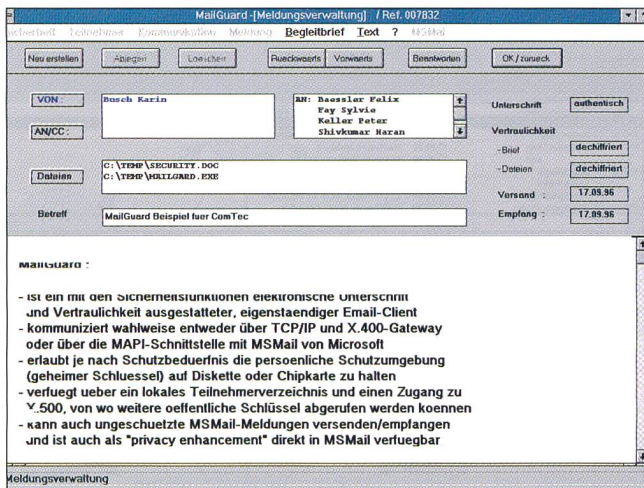 MailGuard -[Meldungsverwaltung] / Ref. 007832
Sicherheit Teilnehmer Kommunikation Meldung Begleitbrief Text ? MSMail
Neu erstellen Ablegen Loeschen Rueckwaerts Vorwaerts Beantworten OK / zurueck
VON : Busch Karin
AN/CC :
AN: Baessler Felix
Fay Sylvie
Keller Peter
Shivkumar Haran
Unterschrift authentisch
Vertraulichkeit
-Brief dechiffriert
-Dateien dechiffriert
Versand : 17.09.96
Empfang : 17.09.96
Dateien
C:\TEMP\SECURITY.DOC
C:\TEMP\MAILGARD.EXE
Betreff MailGuard Beispiel fuer ComTec
MailGuard :
- ist ein mit den Sicherheitsfunktionen elektronische Unterschrift
und Vertraulichkeit ausgestatteter, eigenstaendiger Email-Client
- kommuniziert wahlweise entweder über TCP/IP und X.400-Gateway
oder über die MAPI-Schnittstelle mit MSMail von Microsoft
- erlaubt je nach Schutzbeduerfnis die persoenliche Schutzumgebung
(geheimer Schluessel) auf Diskette oder Chipkarte zu halten
- verfuegt ueber ein lokales Teilnehmerverzeichnis und einen Zugang zu
X.500, von wo weitere oeffentliche Schlüssel abgerufen werden koennen
- kann auch ungeschuetzte MSMail-Meldungen versenden/empfangen
und ist auch als "privacy enhancement" direkt in MSMail verfuegbar
Meldungsverwaltung